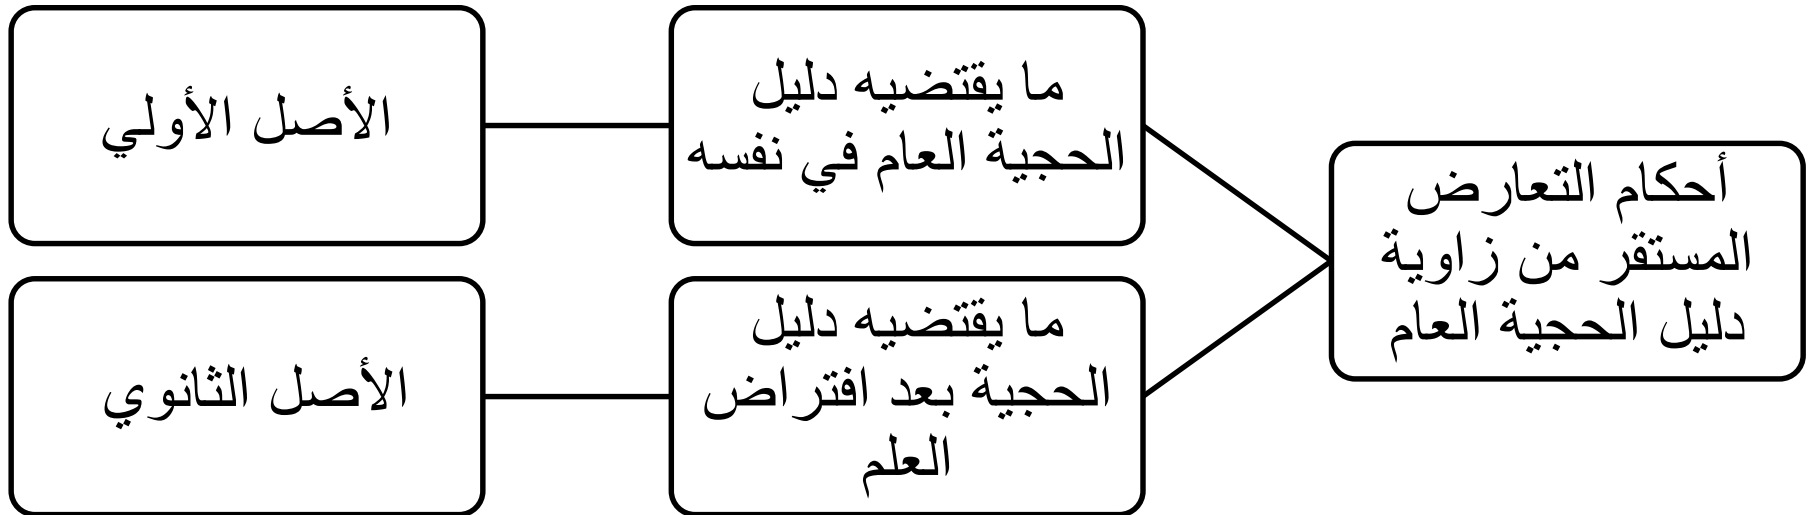 أحكام التعارض
المستقر من زاوية
دليل الحجية العام
ما يقتضيه دليل
الحجية العام في نفسه
الأصل الأولي
ما يقتضيه دليل
الحجية بعد افتراض
العلم
الأصل الثانوي